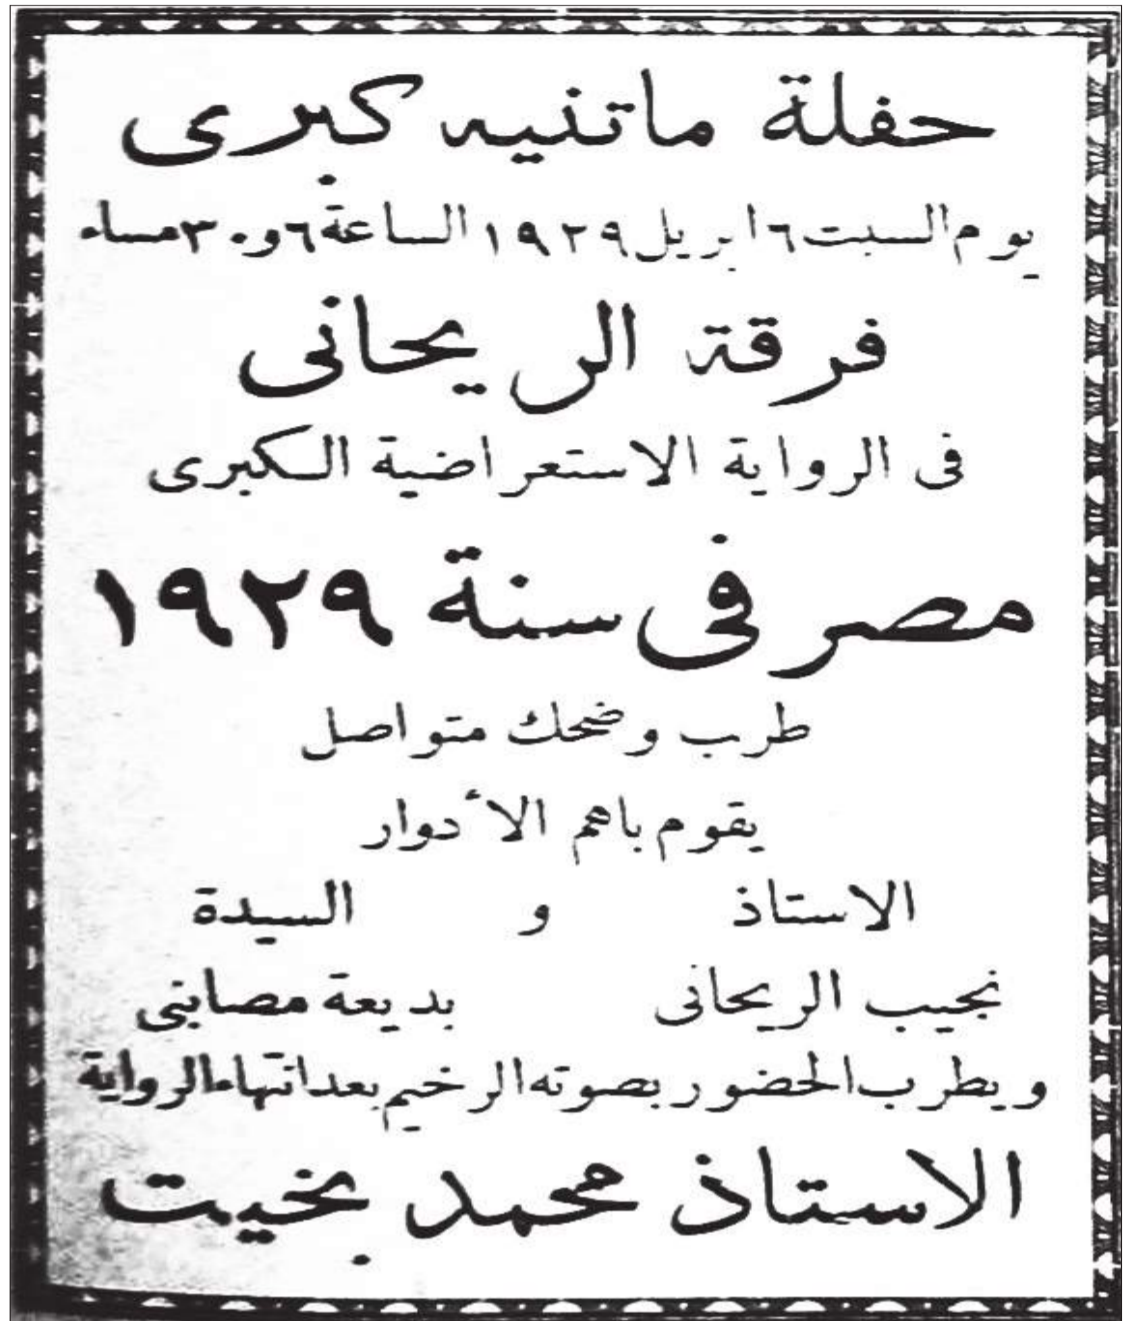 حفلة ماتنيه كبرى
يوم السبت ٦ ابريل ١٩٢٩ الساعة ٦ و٣٠ مساء
فرقة الريحانى
فى الرواية الاستعراضية الكبرى
مصر فى سنة ١٩٢٩
طرب وضحك متواصل
يقوم باهم الأدوار
الاستاذ و السيدة
نجيب الريحانى بديعة مصابنى
ويطرب الحضور بصوته الرخيم بعد انتهاء الرواية
الاستاذ محمد بخيت